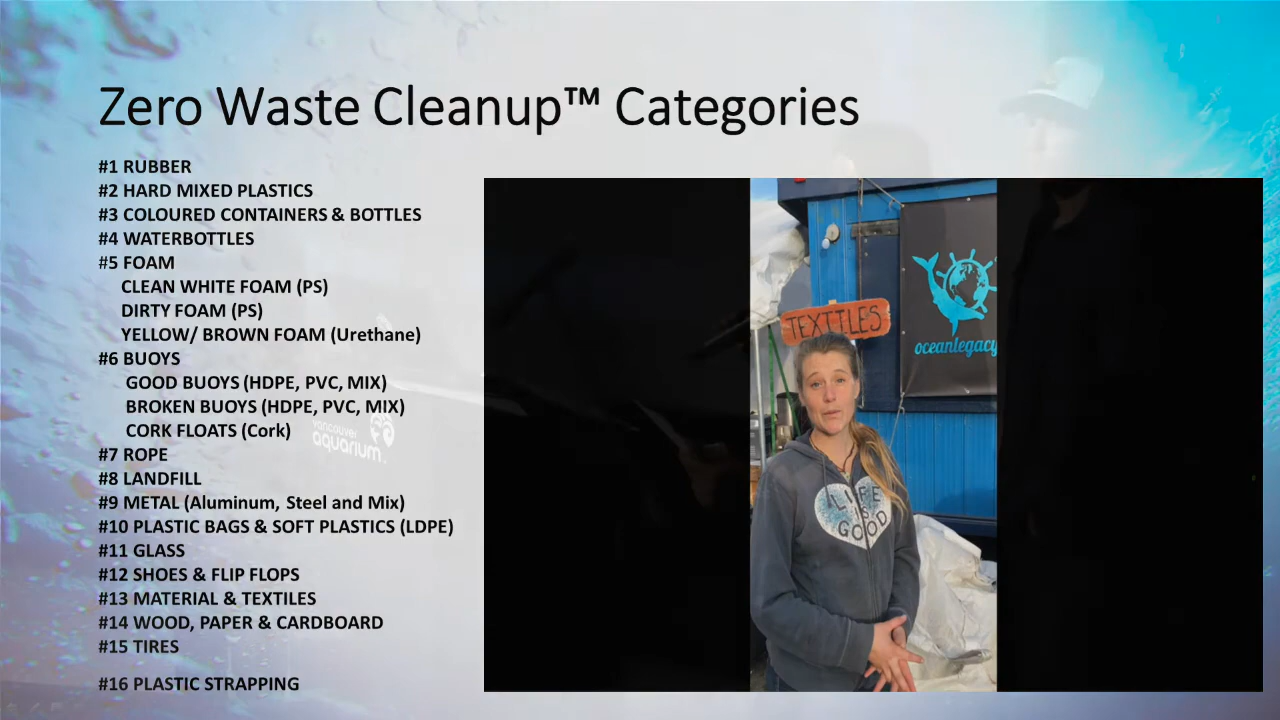 Zero Waste Cleanup™ Categories
#1 RUBBER
#2 HARD MIXED PLASTICS
#3 COLOURED CONTAINERS & BOTTLES
#4 WATERBOTTLES
#5 FOAM
CLEAN WHITE FOAM (PS)
DIRTY FOAM (PS)
YELLOW/ BROWN FOAM (Urethane)
#6 BUOYS
GOOD BUOYS (HDPE, PVC, MIX)
BROKEN BUOYS (HDPE, PVC, MIX)
CORK FLOATS (Cork)
#7 ROPE
#8 LANDFILL
#9 METAL (Aluminum, Steel and Mix)
#10 PLASTIC BAGS & SOFT PLASTICS (LDPE)
#11 GLASS
#12 SHOES & FLIP FLOPS
#13 MATERIAL & TEXTILES
#14 WOOD, PAPER & CARDBOARD
#15 TIRES
#16 PLASTIC STRAPPING
vancouver
aquarium
TEXTTLES
oceanlegacy
LIFE
IS
GOOD